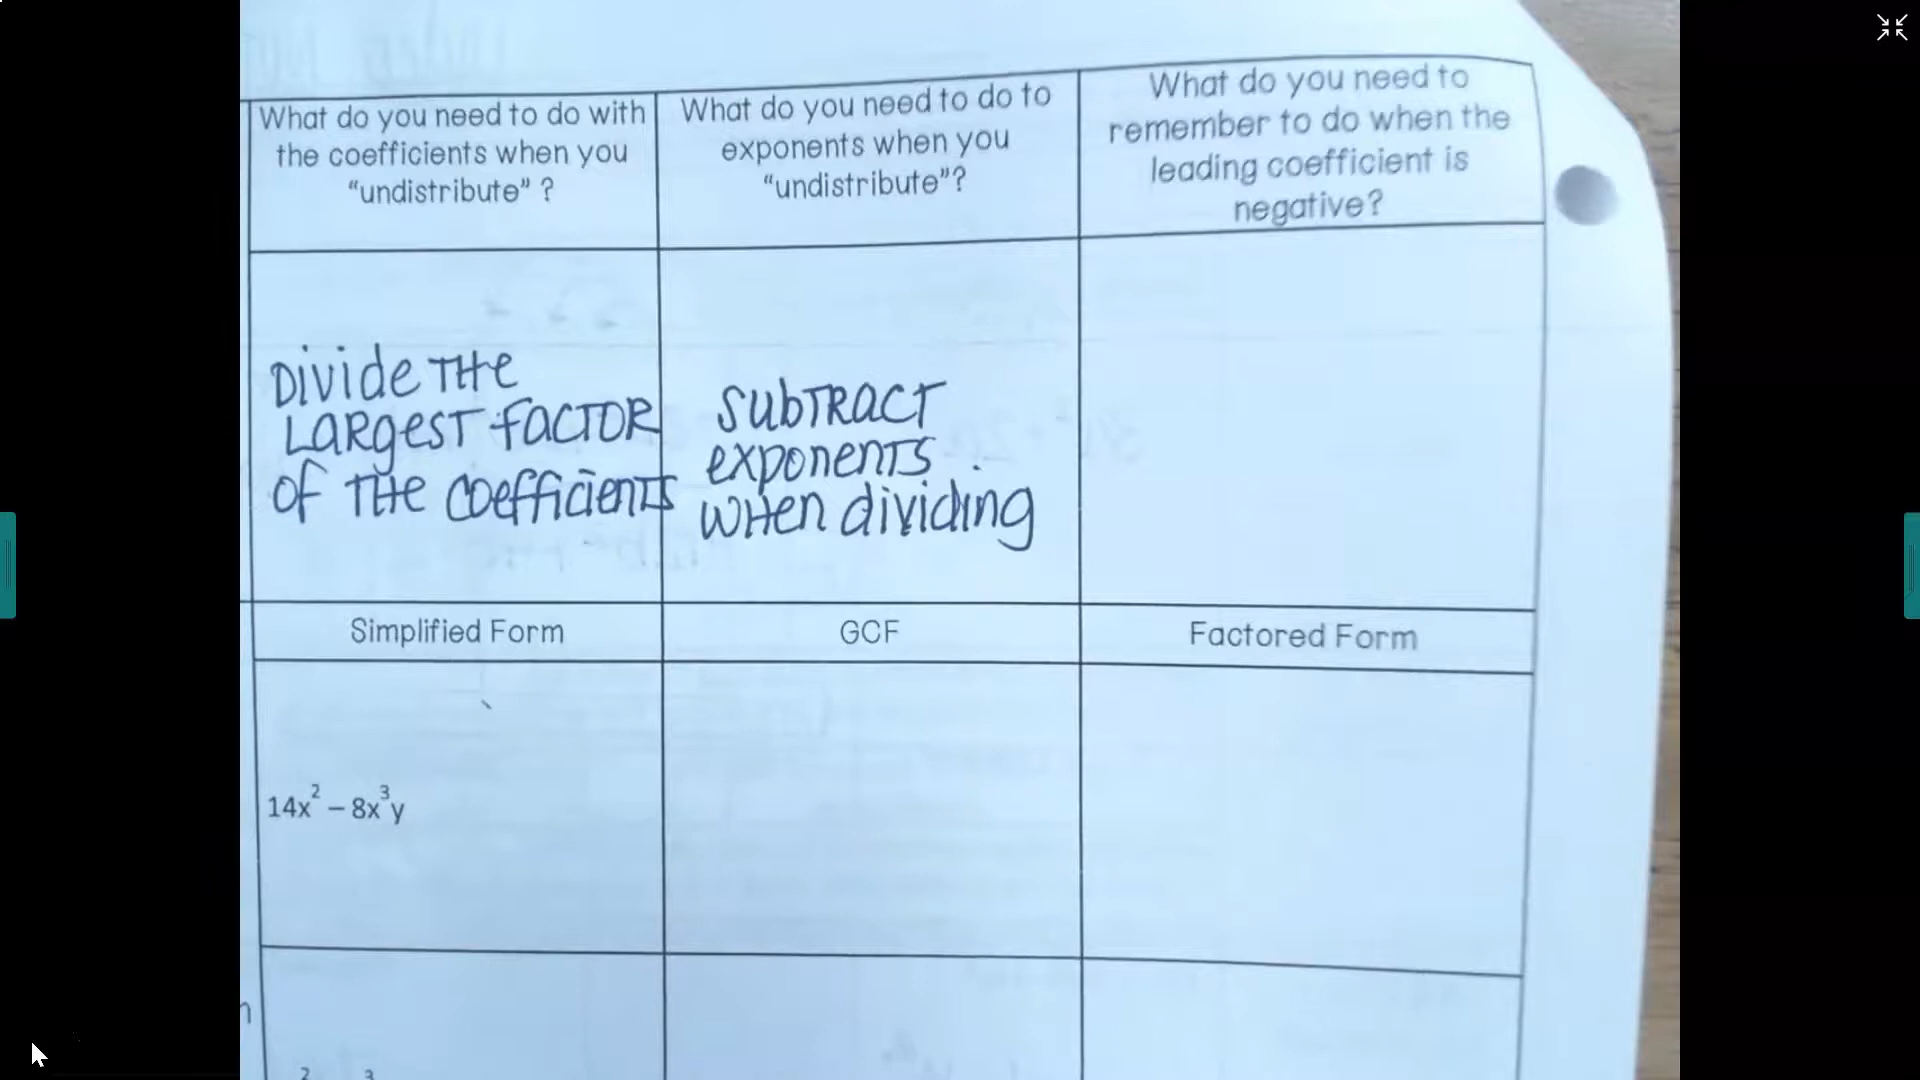 What do you need to do with
the coefficients when you
“undistribute” ?
What do you need to do to
exponents when you
“undistribute”?
What do you need to
remember to do when the
leading coefficient is
negative?
DiVide THe
LARgesT fACTOR
Of THe coefficienTs
SubTRACT
exponenTs
wHen dividing
Simplified Form
GCF
Factored Form
14x² – 8x³y
n
2 3